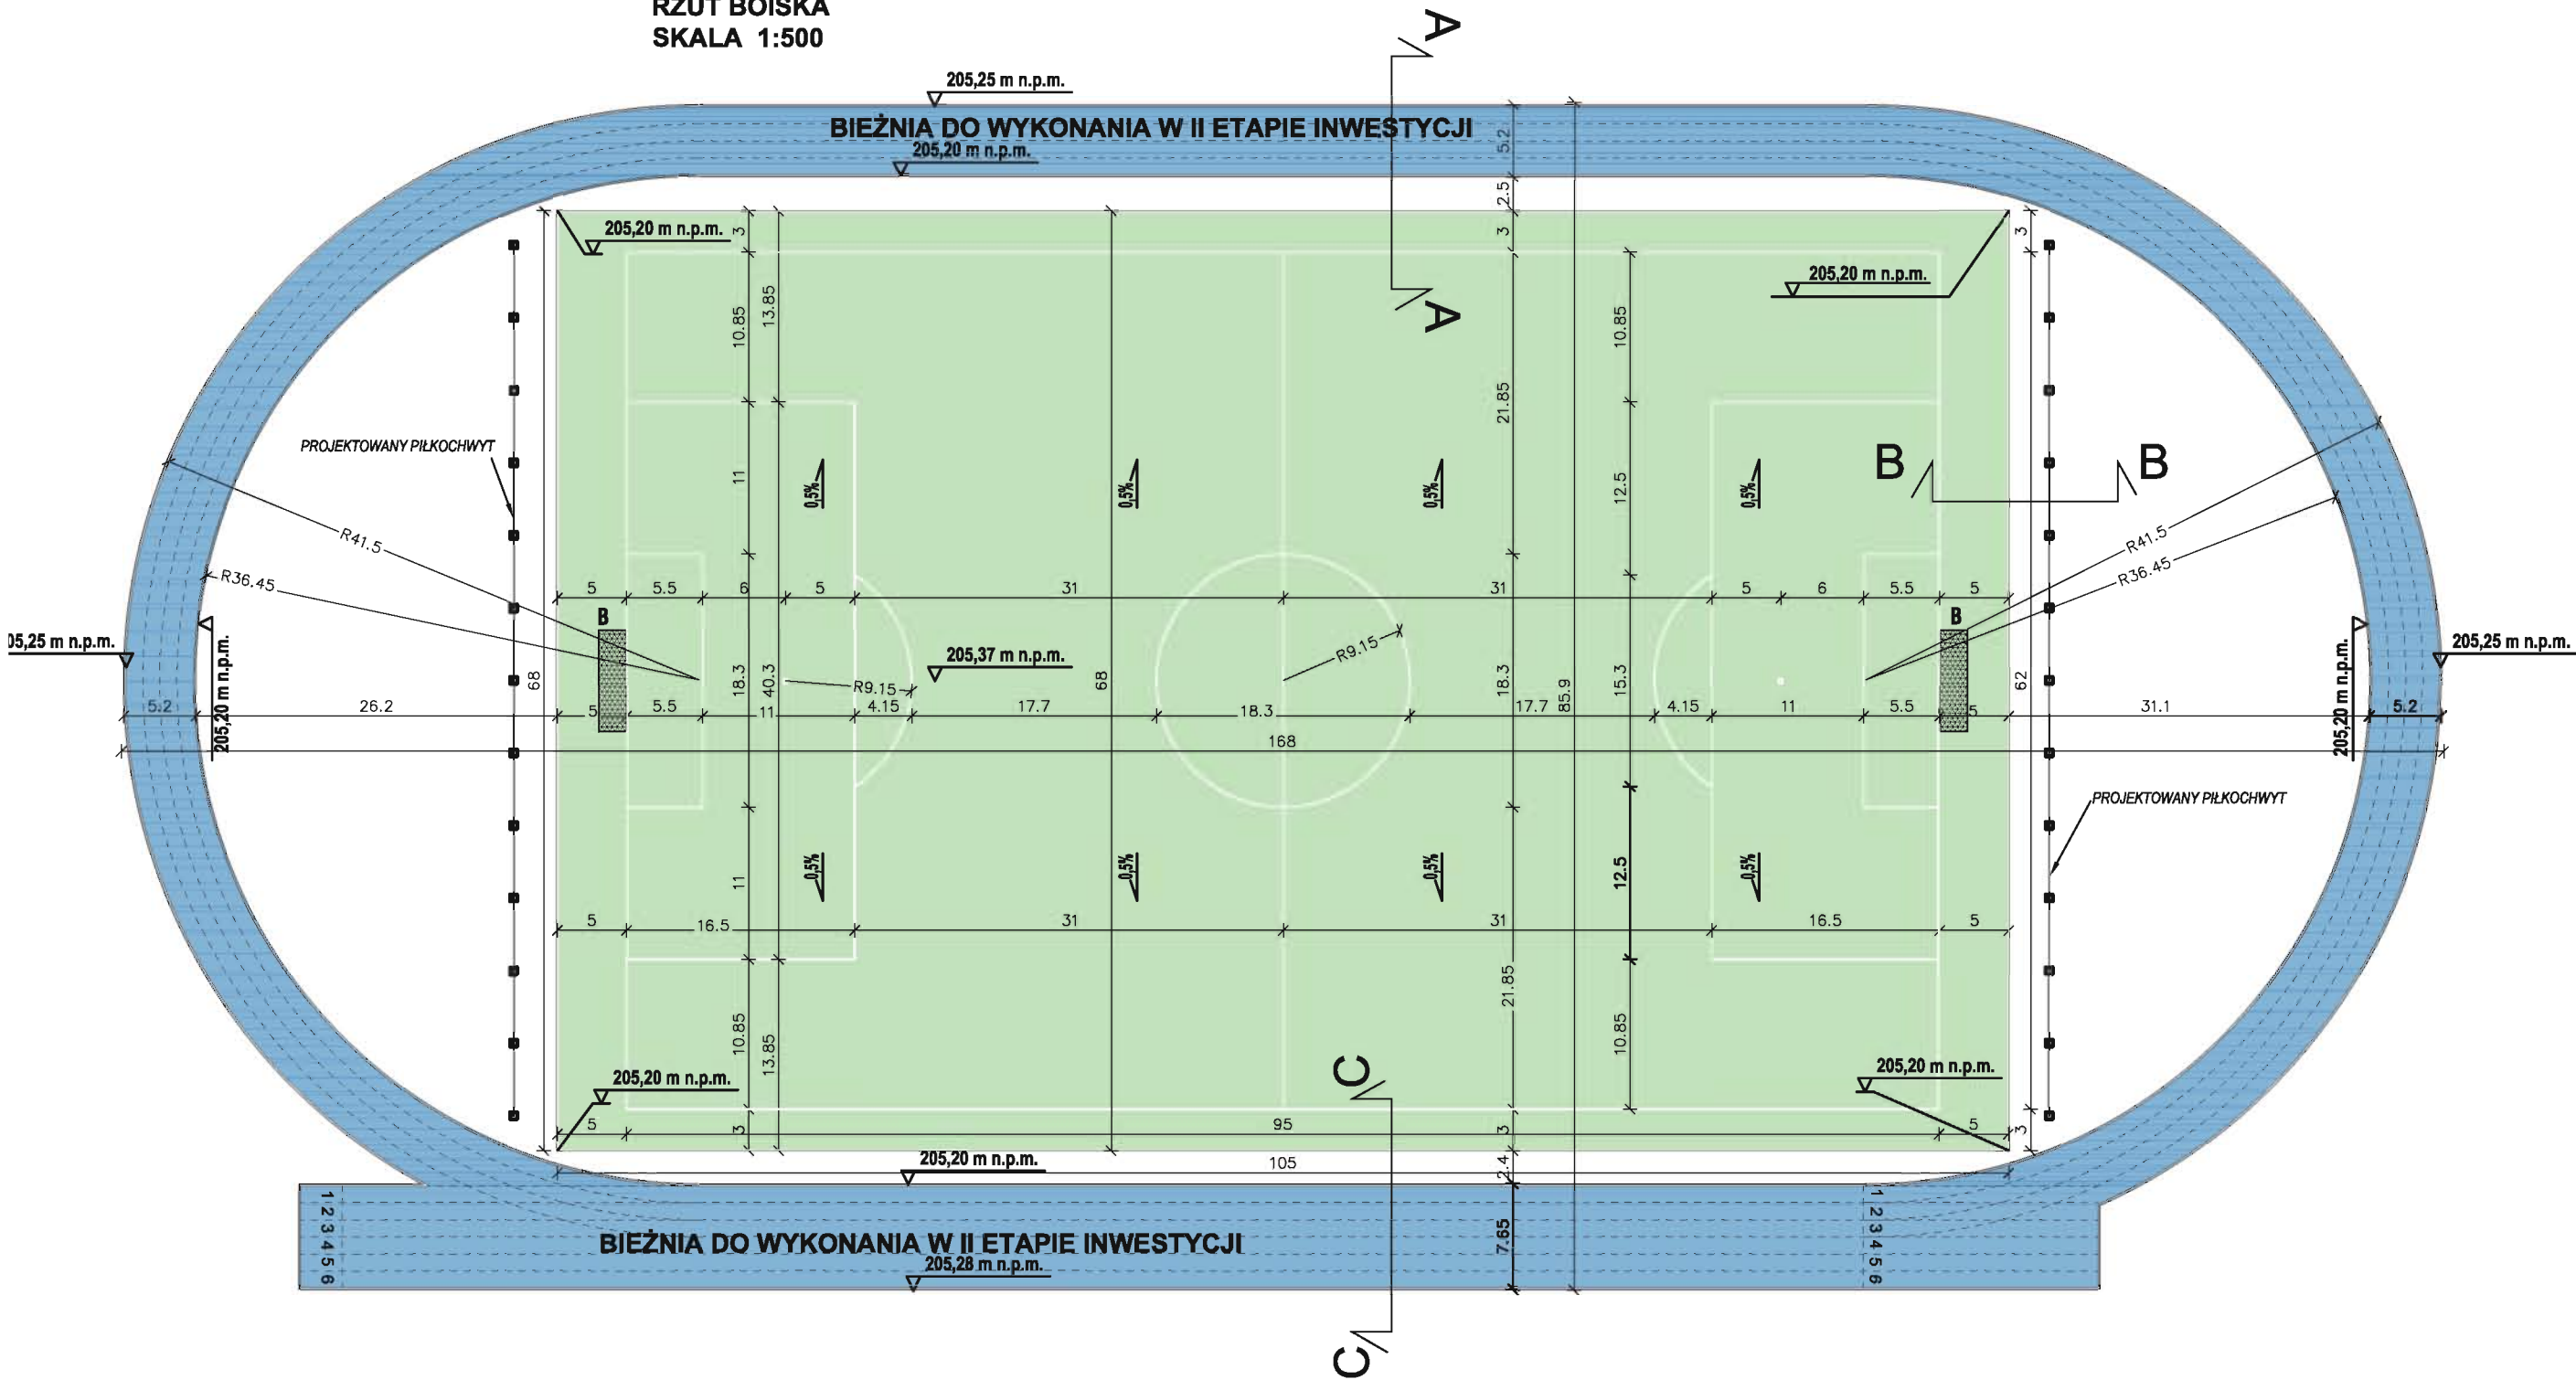 RZUT BOISKA
SKALA 1:500
A
205,25 m n.p.m.
BIEŻNIA DO WYKONANIA W II ETAPIE INWESTYCJI
205,20 m n.p.m.
5.2
2.5
205,20 m n.p.m.
3
3
3
205,20 m n.p.m.
A
10.85
13.85
10.85
21.85
PROJEKTOWANY PIŁKOCHWYT
B
B
11
0,5%
0,5%
0,5%
12.5
0,5%
R41.5
R41.5
R36.45
R36.45
5
5.5
6
5
31
31
5
6
5.5
5
B
B
05,25 m n.p.m.
205,20 m n.p.m.
68
18.3
40.3
R9.15
205,37 m n.p.m.
68
R9.15
18.3
15.3
62
205,20 m n.p.m.
205,25 m n.p.m.
5.2
26.2
5
5.5
11
4.15
17.7
18.3
17.7
85.9
4.15
11
5.5
5
31.1
5.2
168
PROJEKTOWANY PIŁKOCHWYT
11
0,5%
0,5%
0,5%
12.5
0,5%
5
16.5
31
31
16.5
5
21.85
10.85
13.85
10.85
C
205,20 m n.p.m.
205,20 m n.p.m.
5
3
95
3
5
3
205,20 m n.p.m.
105
2.4
1 2 3 4 5 6
BIEŻNIA DO WYKONANIA W II ETAPIE INWESTYCJI
7.65
1 2 3 4 5 6
205,28 m n.p.m.
C